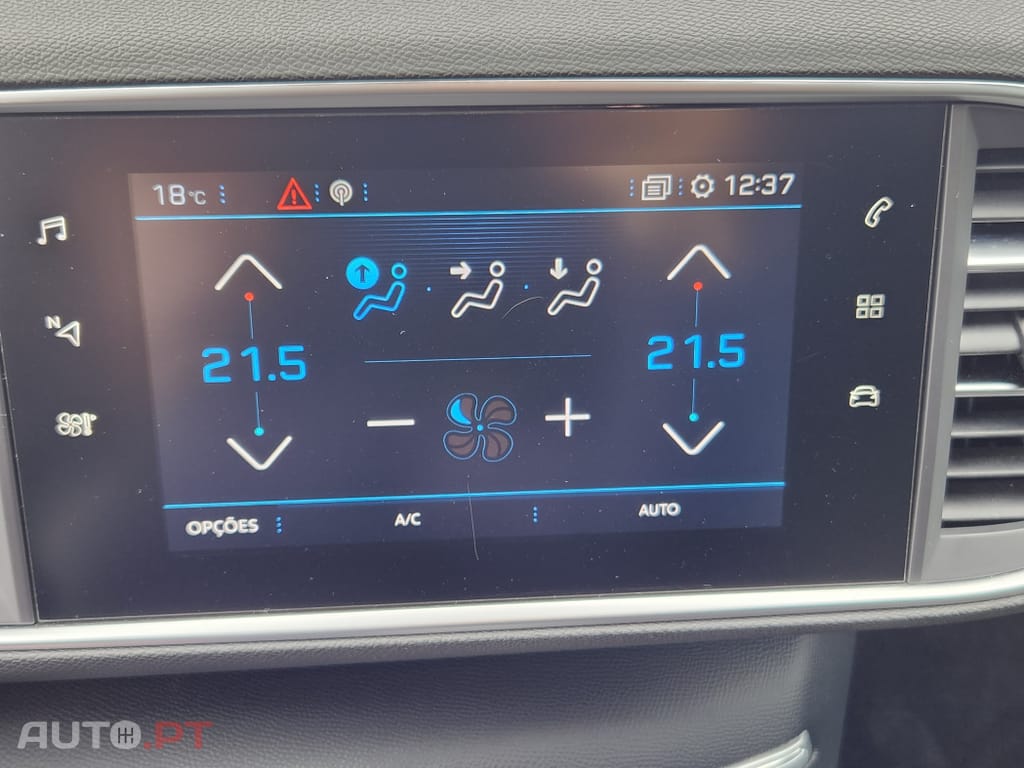 18°C 12:37
N
21.5 21.5
OPÇÕES A/C AUTO
AUTO.PT